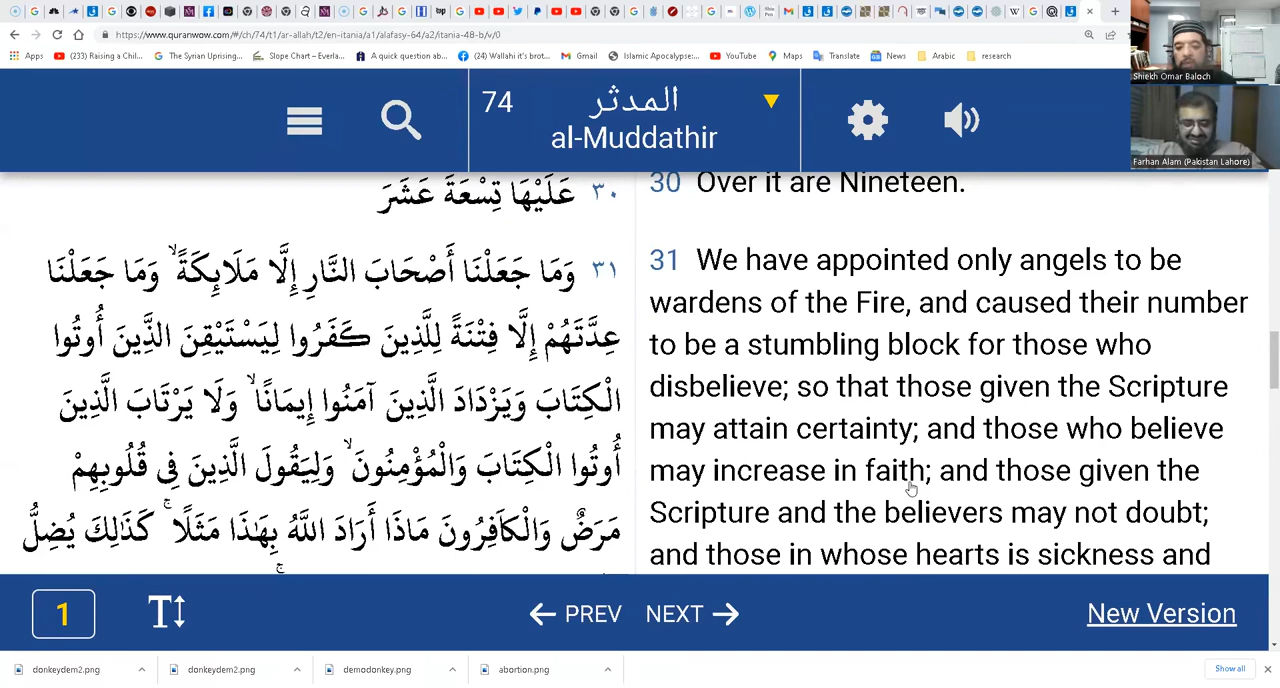 https://www.quranwow.com/#/ch/74/t1/ar-allah/t2/en-itania/a1/alafasy-64/a2/itania-48-b/v/0
Apps
(233) Raising a Chil...
The Syrian Uprising...
Slope Chart – Everla...
A quick question ab...
(24) Wallahi it's brot...
Gmail
Islamic Apocalypse:...
YouTube
Maps
Translate
News
Arabic
research
Shiekh Omar Baloch
Farhan Alam (Pakistan Lahore)
74
المدثر
al-Muddathir
٣٠ عَلَيْهَا تِسْعَةَ عَشَرَ
٣١ وَمَا جَعَلْنَا أَصْحَابَ النَّارِ إِلَّا مَلَائِكَةً ۙ وَمَا جَعَلْنَا
عِدَّتَهُمْ إِلَّا فِتْنَةً لِلَّذِينَ كَفَرُوا لِيَسْتَيْقِنَ الَّذِينَ أُوتُوا
الْكِتَابَ وَيَزْدَادَ الَّذِينَ آمَنُوا إِيمَانًا ۙ وَلَا يَرْتَابَ الَّذِينَ
أُوتُوا الْكِتَابَ وَالْمُؤْمِنُونَ ۙ وَلِيَقُولَ الَّذِينَ فِي قُلُوبِهِمْ
مَرَضٌ وَالْكَافِرُونَ مَاذَا أَرَادَ اللَّهُ بِهَٰذَا مَثَلًا ۚ كَذَٰلِكَ يُضِلُّ
30 Over it are Nineteen.
31 We have appointed only angels to be
wardens of the Fire, and caused their number
to be a stumbling block for those who
disbelieve; so that those given the Scripture
may attain certainty; and those who believe
may increase in faith; and those given the
Scripture and the believers may not doubt;
and those in whose hearts is sickness and
1
T
PREV
NEXT
New Version
donkeydem2.png
donkeydem2.png
demodonkey.png
abortion.png
Show all